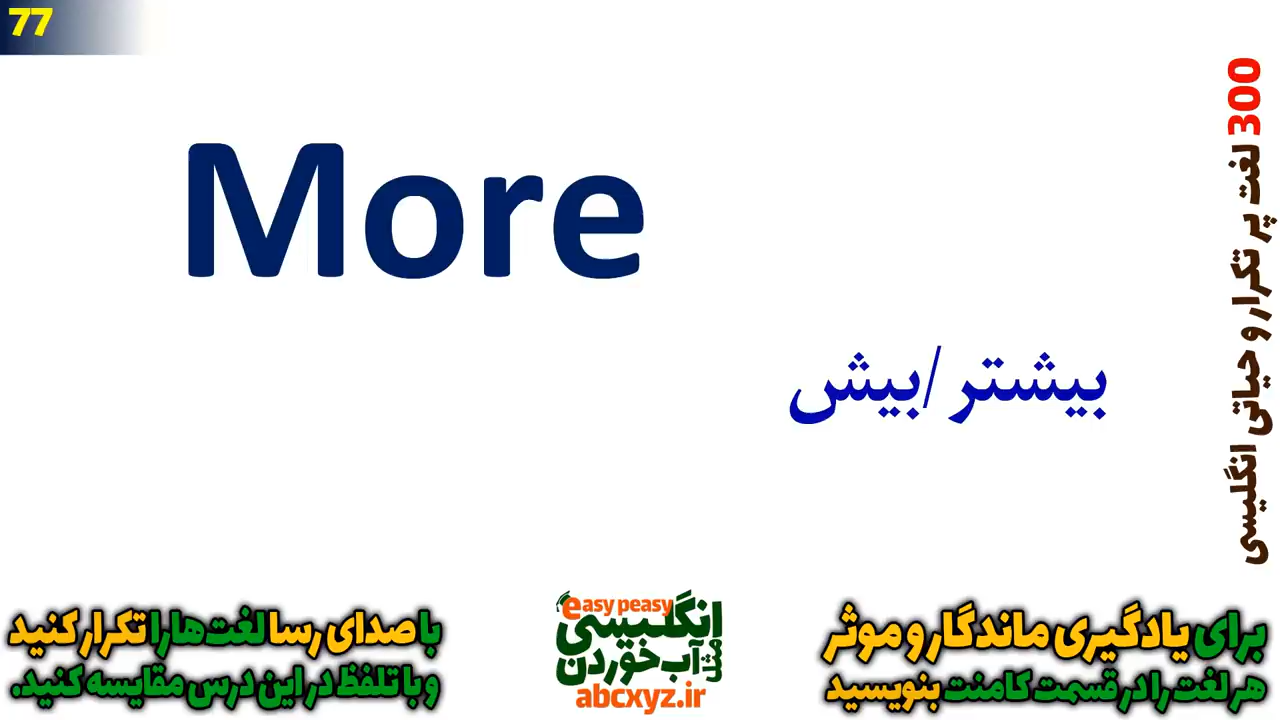 77
More
بیشتر /بیش
300 لغت پر تکرار و حیاتی انگلیسی
برای یادگیری ماندگار و موثر
هر لغت را در قسمت کامنت بنویسید
easy peasy
انگلیسی
مثل آب خوردن
abcxyz.ir
با صدای رسا لغت‌ها را تکرار کنید
و با تلفظ در این درس مقایسه کنید.